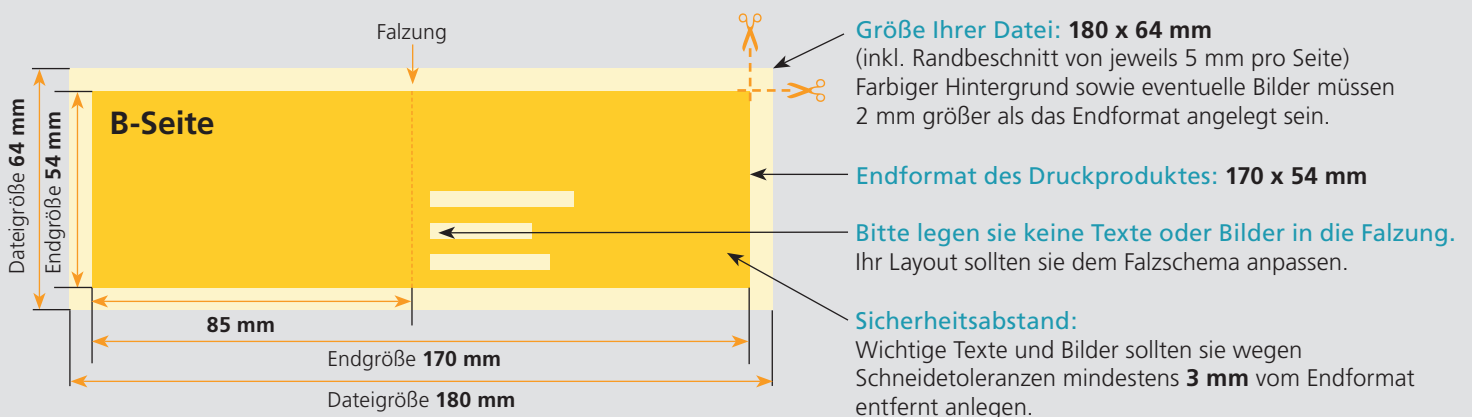 Falzung
B-Seite
Dateigröße 64 mm
Endgröße 54 mm
85 mm
Endgröße 170 mm
Dateigröße 180 mm
Größe Ihrer Datei: 180 x 64 mm
(inkl. Randbeschnitt von jeweils 5 mm pro Seite)
Farbiger Hintergrund sowie eventuelle Bilder müssen
2 mm größer als das Endformat angelegt sein.
Endformat des Druckproduktes: 170 x 54 mm
Bitte legen sie keine Texte oder Bilder in die Falzung.
Ihr Layout sollten sie dem Falzschema anpassen.
Sicherheitsabstand:
Wichtige Texte und Bilder sollten sie wegen
Schneidetoleranzen mindestens 3 mm vom Endformat
entfernt anlegen.